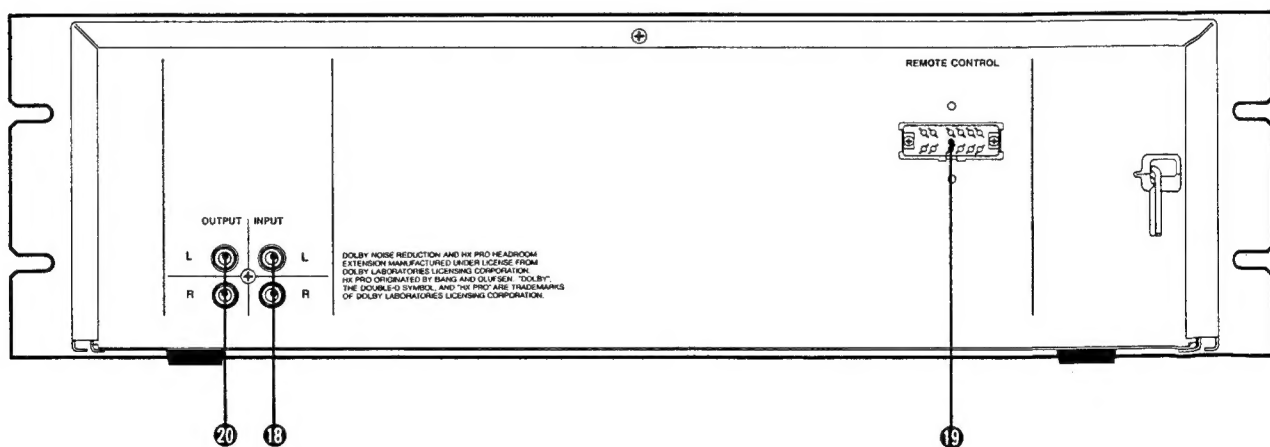 REMOTE CONTROL
OUTPUT INPUT
L L
R R
DOLBY NOISE REDUCTION AND HX PRO HEADROOM
EXTENSION MANUFACTURED UNDER LICENSE FROM
DOLBY LABORATORIES LICENSING CORPORATION.
HX PRO ORIGINATED BY BANG AND OLUFSEN. "DOLBY",
THE DOUBLE-D SYMBOL, AND "HX PRO" ARE TRADEMARKS
OF DOLBY LABORATORIES LICENSING CORPORATION.
20 18 19